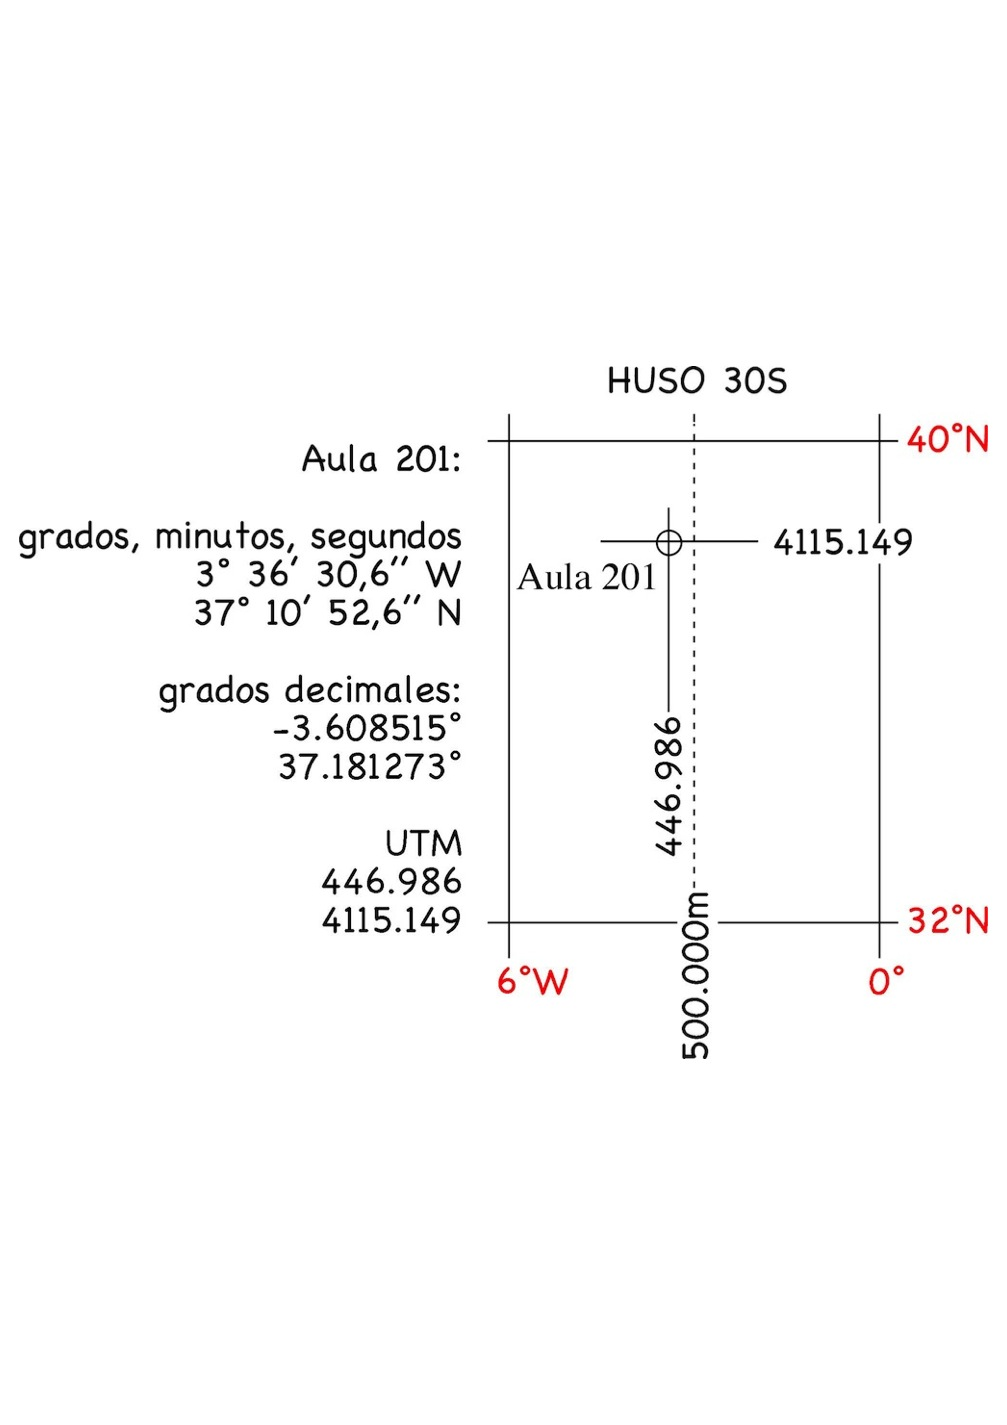 HUSO 30S
40°N
Aula 201:
grados, minutos, segundos
3° 36′ 30,6′′ W
37° 10′ 52,6′′ N
4115.149
Aula 201
grados decimales:
-3.608515°
37.181273°
446.986
UTM
446.986
4115.149
32°N
500.000m
6°W
0°